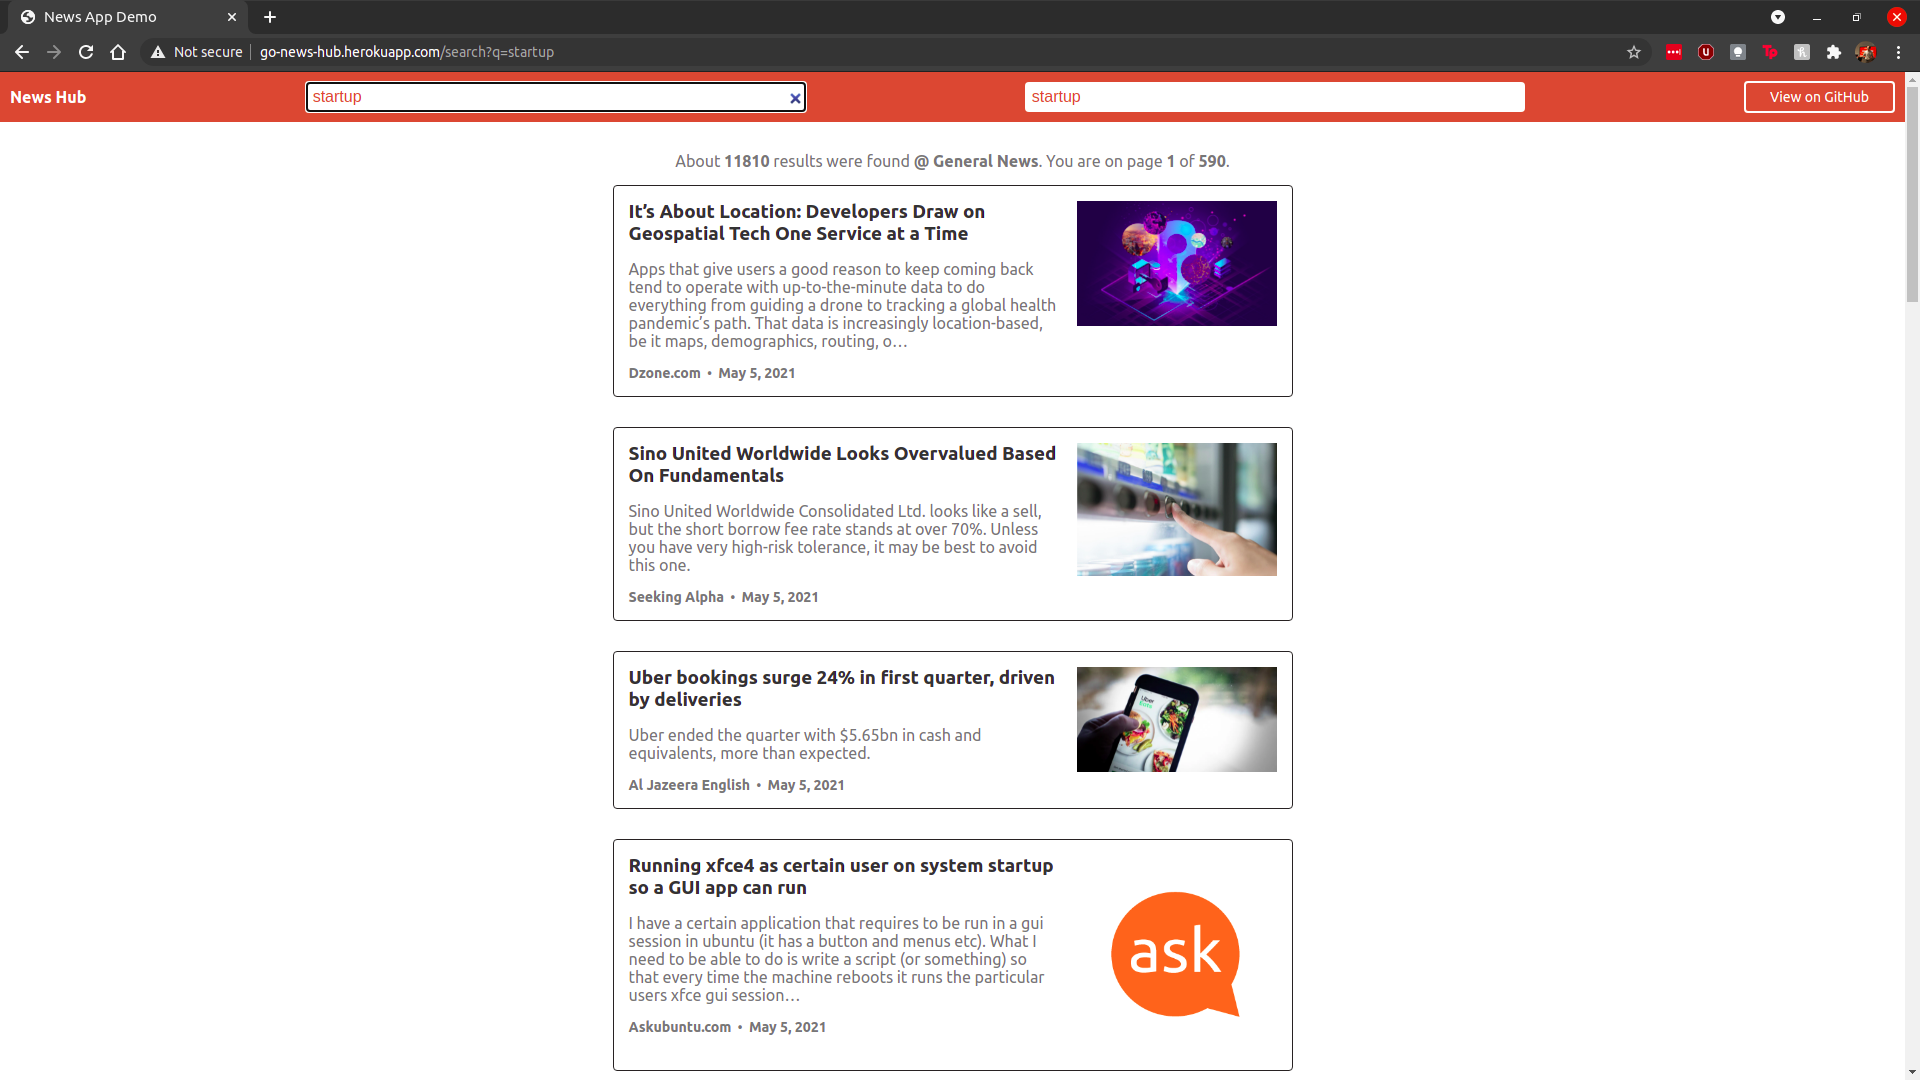 News App Demo
Not secure go-news-hub.herokuapp.com/search?q=startup
News Hub startup startup View on GitHub
About 11810 results were found @ General News. You are on page 1 of 590.
It’s About Location: Developers Draw on
Geospatial Tech One Service at a Time
Apps that give users a good reason to keep coming back
tend to operate with up-to-the-minute data to do
everything from guiding a drone to tracking a global health
pandemic’s path. That data is increasingly location-based,
be it maps, demographics, routing, o…
Dzone.com • May 5, 2021
Sino United Worldwide Looks Overvalued Based
On Fundamentals
Sino United Worldwide Consolidated Ltd. looks like a sell,
but the short borrow fee rate stands at over 70%. Unless
you have very high-risk tolerance, it may be best to avoid
this one.
Seeking Alpha • May 5, 2021
Uber bookings surge 24% in first quarter, driven
by deliveries
Uber ended the quarter with $5.65bn in cash and
equivalents, more than expected.
Al Jazeera English • May 5, 2021
Uber
Eats
Running xfce4 as certain user on system startup
so a GUI app can run
I have a certain application that requires to be run in a gui
session in ubuntu (it has a button and menus etc). What I
need to be able to do is write a script (or something) so
that every time the machine reboots it runs the particular
users xfce gui session…
Askubuntu.com • May 5, 2021
ask